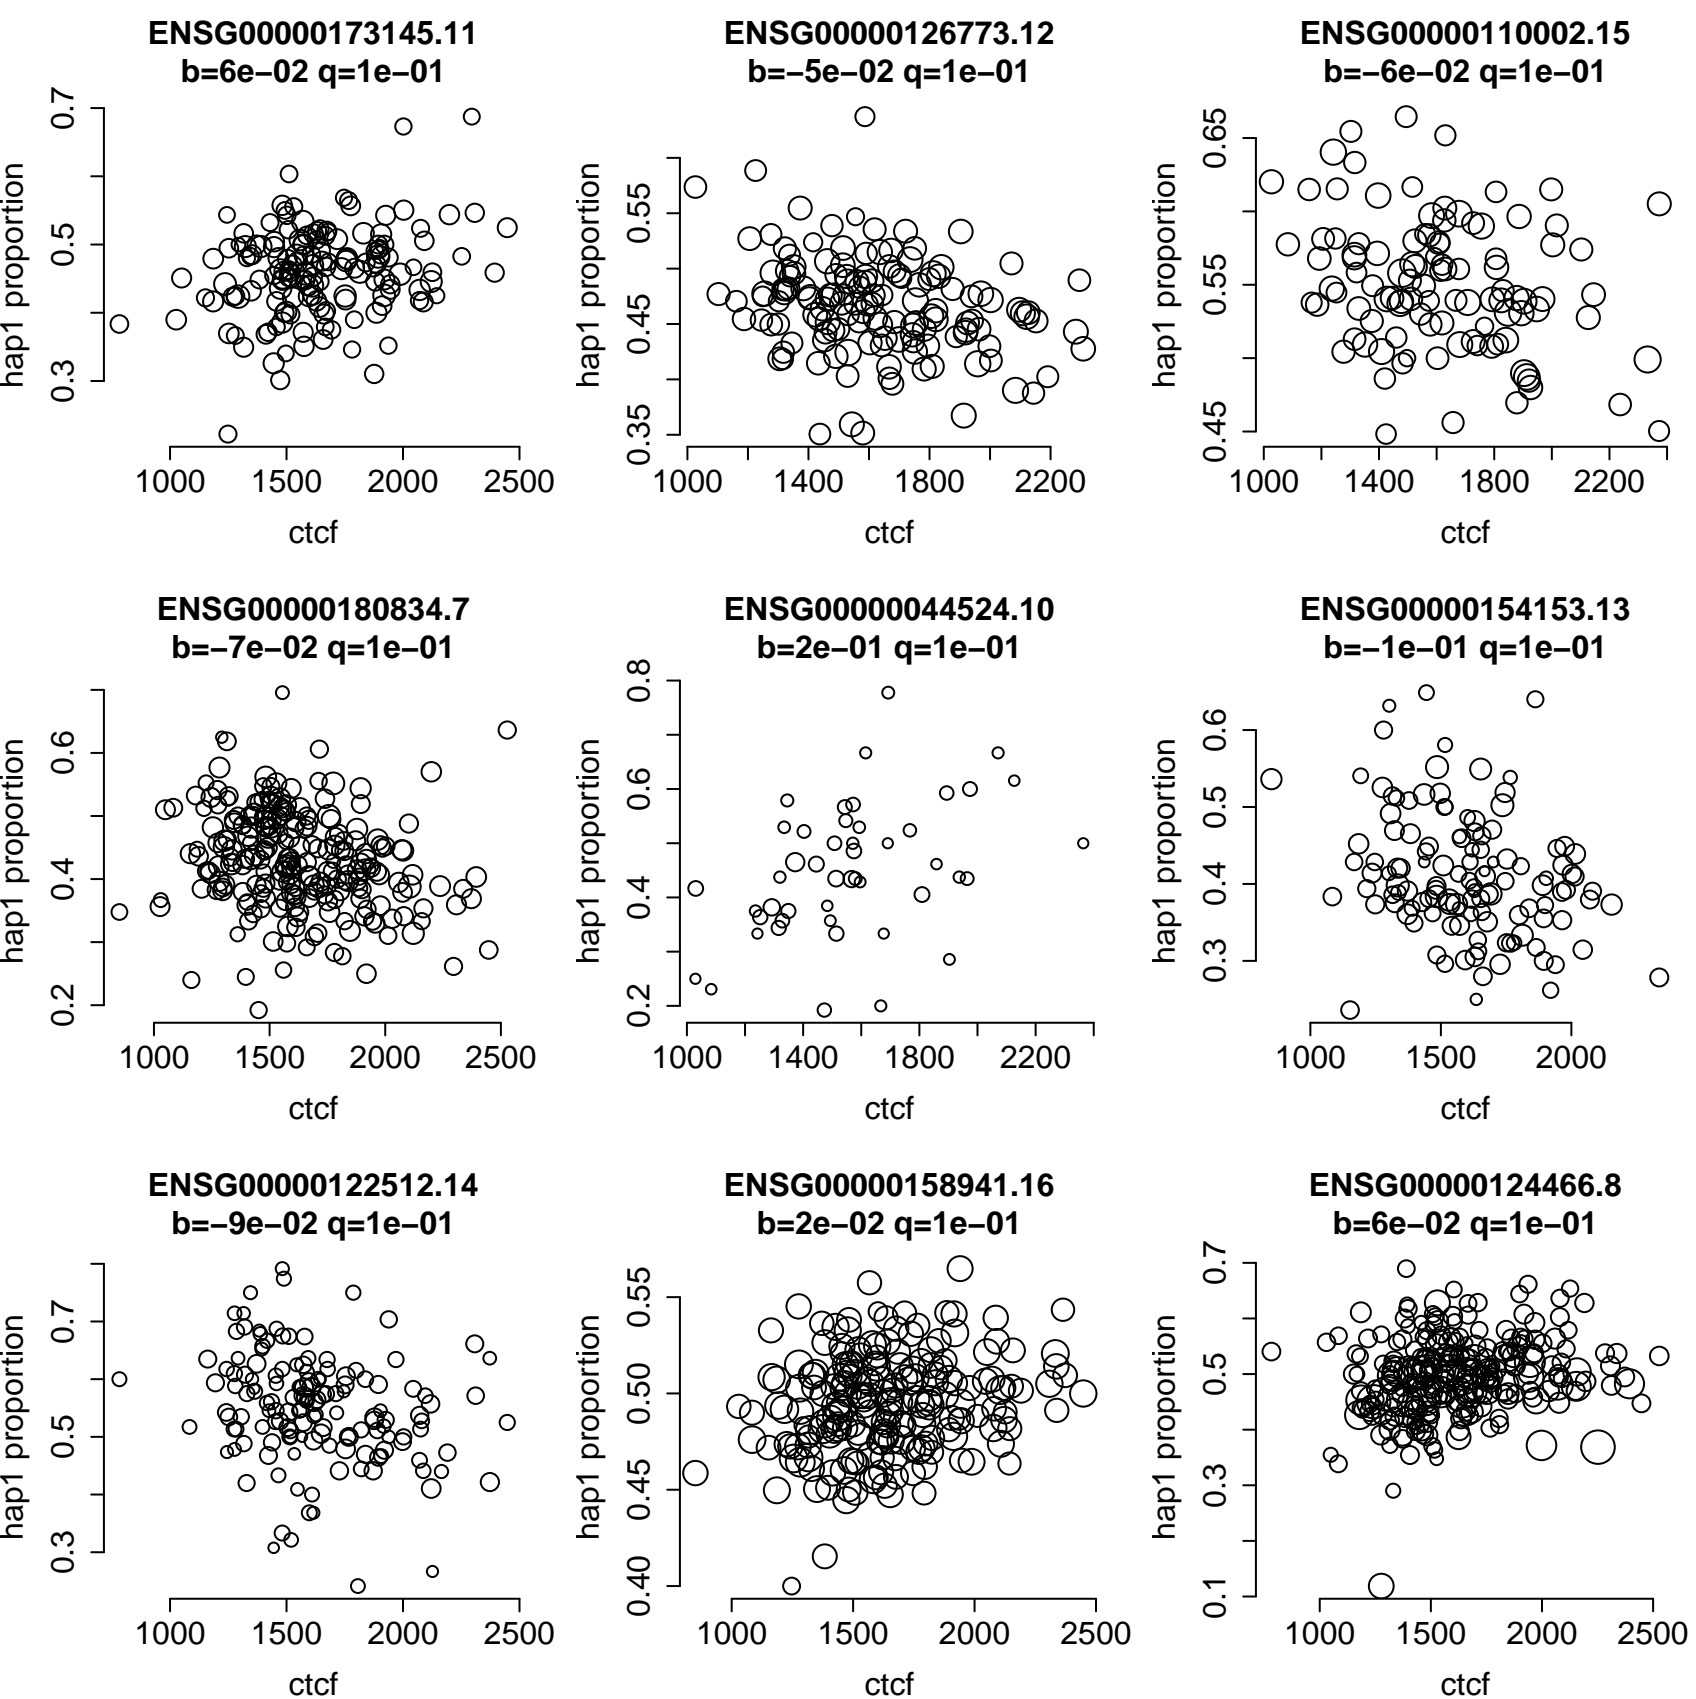 ENSG00000173145.11
b=6e−02 q=1e−01
hap1 proportion
0.3 0.5 0.7
1000 1500 2000 2500
ctcf
ENSG00000126773.12
b=−5e−02 q=1e−01
hap1 proportion
0.35 0.45 0.55
1000 1400 1800 2200
ctcf
ENSG00000110002.15
b=−6e−02 q=1e−01
hap1 proportion
0.45 0.55 0.65
1000 1400 1800 2200
ctcf
ENSG00000180834.7
b=−7e−02 q=1e−01
hap1 proportion
0.2 0.4 0.6
1000 1500 2000 2500
ctcf
ENSG00000044524.10
b=2e−01 q=1e−01
hap1 proportion
0.2 0.4 0.6 0.8
1000 1400 1800 2200
ctcf
ENSG00000154153.13
b=−1e−01 q=1e−01
hap1 proportion
0.3 0.4 0.5 0.6
1000 1500 2000
ctcf
ENSG00000122512.14
b=−9e−02 q=1e−01
hap1 proportion
0.3 0.5 0.7
1000 1500 2000 2500
ctcf
ENSG00000158941.16
b=2e−02 q=1e−01
hap1 proportion
0.40 0.45 0.50 0.55
1000 1500 2000 2500
ctcf
ENSG00000124466.8
b=6e−02 q=1e−01
hap1 proportion
0.1 0.3 0.5 0.7
1000 1500 2000 2500
ctcf